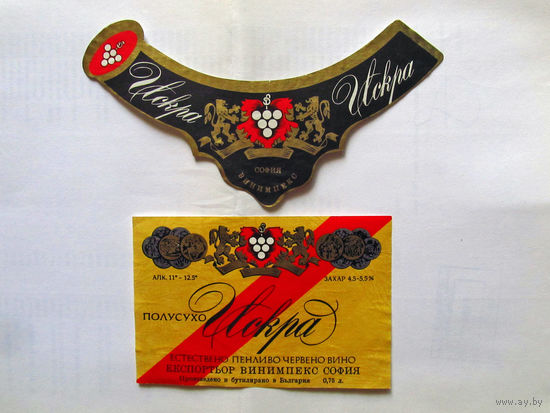 Искра
Искра
СОФИЯ
ВИНИМПЕКС
АЛК. 11° - 12.5°
ЗАХАР 4,5-5,5%
ПОЛУСУХО
Искра
ЕСТЕСТВЕНО ПЕНЛИВО ЧЕРВЕНО ВИНО
ЕКСПОРТЬОР ВИНИМПЕКС СОФИЯ
Произведено и бутилирано в България 0,75 л.
www.ay.by